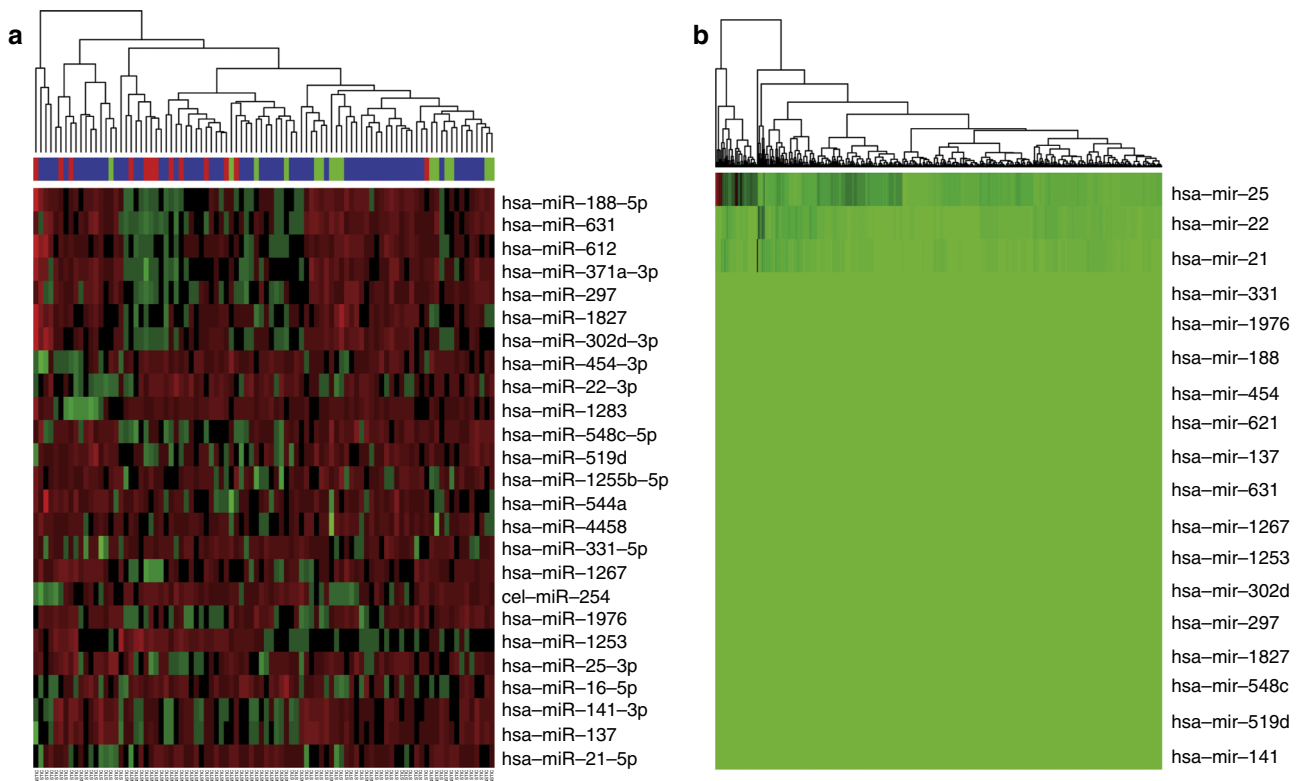 a
hsa–miR–188–5p
hsa–miR–631
hsa–miR–612
hsa–miR–371a–3p
hsa–miR–297
hsa–miR–1827
hsa–miR–302d–3p
hsa–miR–454–3p
hsa–miR–22–3p
hsa–miR–1283
hsa–miR–548c–5p
hsa–miR–519d
hsa–miR–1255b–5p
hsa–miR–544a
hsa–miR–4458
hsa–miR–331–5p
hsa–miR–1267
cel–miR–254
hsa–miR–1976
hsa–miR–1253
hsa–miR–25–3p
hsa–miR–16–5p
hsa–miR–141–3p
hsa–miR–137
hsa–miR–21–5p
b
hsa–mir–25
hsa–mir–22
hsa–mir–21
hsa–mir–331
hsa–mir–1976
hsa–mir–188
hsa–mir–454
hsa–mir–621
hsa–mir–137
hsa–mir–631
hsa–mir–1267
hsa–mir–1253
hsa–mir–302d
hsa–mir–297
hsa–mir–1827
hsa–mir–548c
hsa–mir–519d
hsa–mir–141